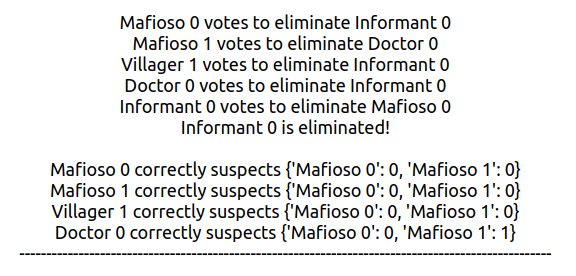 Mafioso 0 votes to eliminate Informant 0
Mafioso 1 votes to eliminate Doctor 0
Villager 1 votes to eliminate Informant 0
Doctor 0 votes to eliminate Informant 0
Informant 0 votes to eliminate Mafioso 0
Informant 0 is eliminated!
Mafioso 0 correctly suspects {'Mafioso 0': 0, 'Mafioso 1': 0}
Mafioso 1 correctly suspects {'Mafioso 0': 0, 'Mafioso 1': 0}
Villager 1 correctly suspects {'Mafioso 0': 0, 'Mafioso 1': 0}
Doctor 0 correctly suspects {'Mafioso 0': 0, 'Mafioso 1': 1}
----------------------------------------------------------------------------------------------------